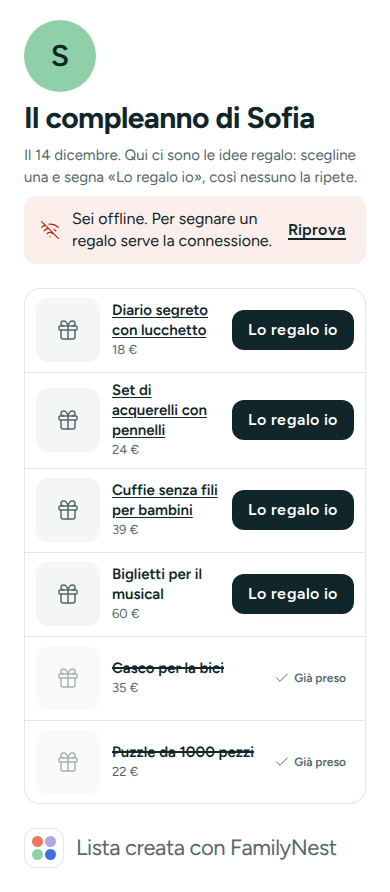 S
Il compleanno di Sofia
Il 14 dicembre. Qui ci sono le idee regalo: scegline
una e segna «Lo regalo io», così nessuno la ripete.
Sei offline. Per segnare un
regalo serve la connessione.
Riprova
Diario segreto
con lucchetto
18 €
Lo regalo io
Set di
acquerelli con
pennelli
24 €
Lo regalo io
Cuffie senza fili
per bambini
39 €
Lo regalo io
Biglietti per il
musical
60 €
Lo regalo io
Casco per la bici
35 €
Già preso
Puzzle da 1000 pezzi
22 €
Già preso
Lista creata con FamilyNest